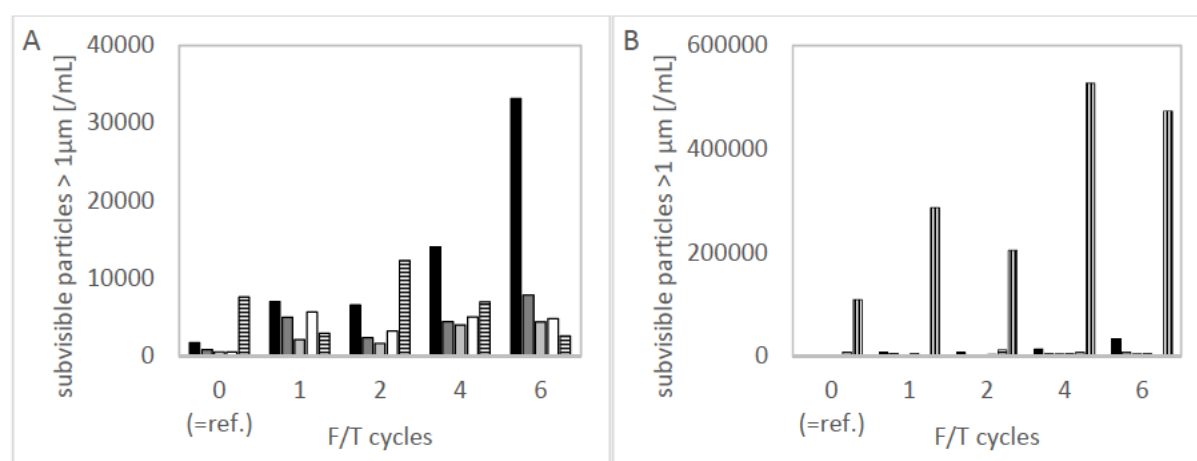 A
subvisible particles > 1µm [/mL]
40000
30000
20000
10000
0
0 1 2 4 6
(=ref.)
F/T cycles
B
subvisible particles >1 µm [/mL]
600000
400000
200000
0
0 1 2 4 6
(=ref.)
F/T cycles